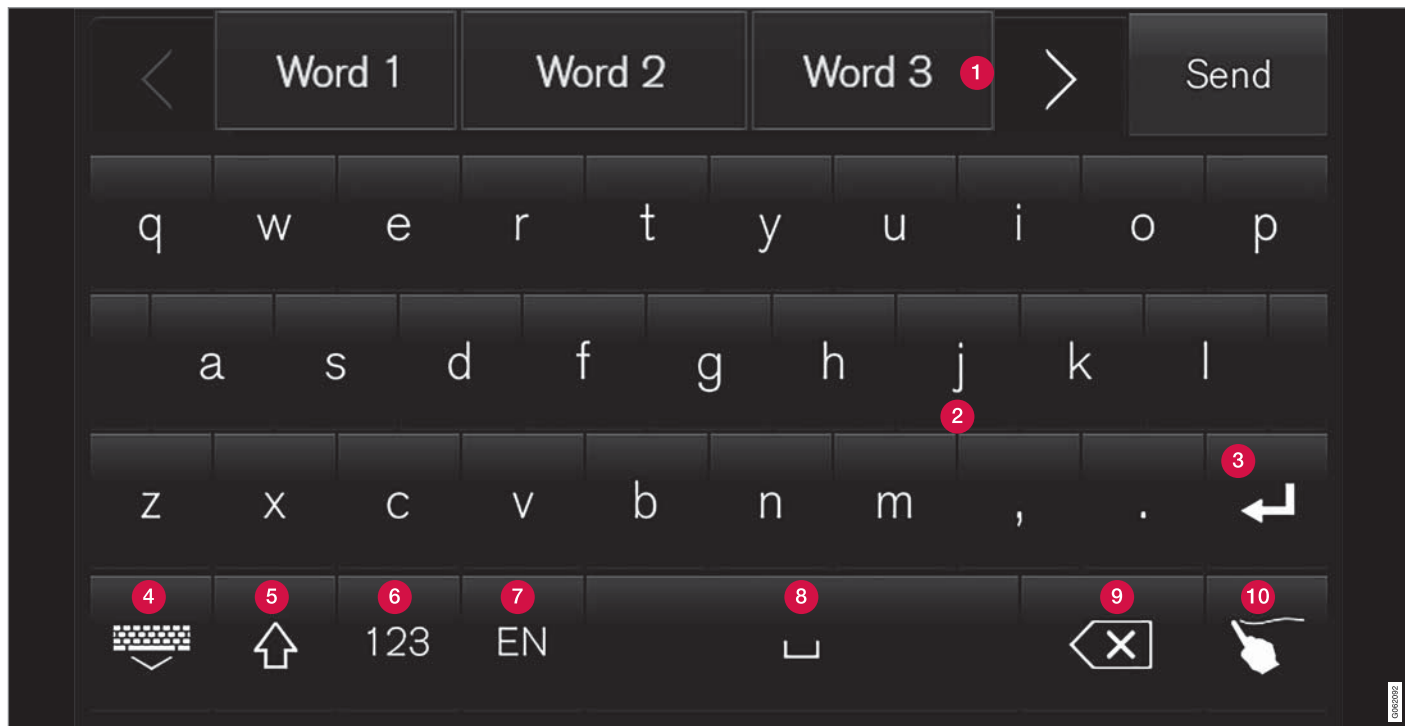 Word 1 Word 2 Word 3 1 Send
q w e r t y u i o p
a s d f g h j k l
2
3
z x c v b n m , .
4 5 6 7 8 9 10
123 EN
G062092